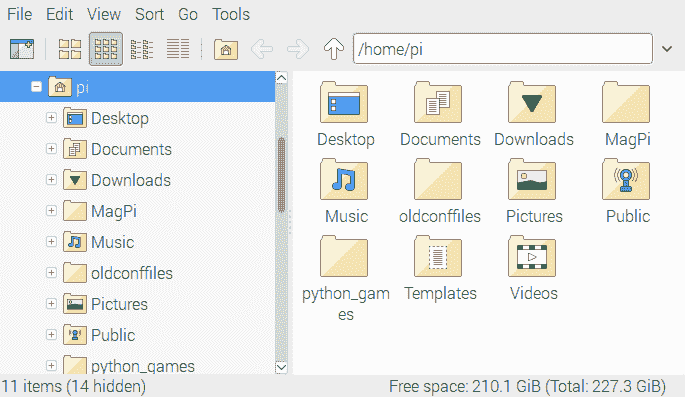 File Edit View Sort Go Tools
/home/pi
pi
Desktop
Documents
Downloads
MagPi
Music
oldconffiles
Pictures
Public
python_games
Desktop Documents Downloads MagPi
Music oldconffiles Pictures Public
python_gam
es Templates Videos
11 items (14 hidden) Free space: 210.1 GiB (Total: 227.3 GiB)